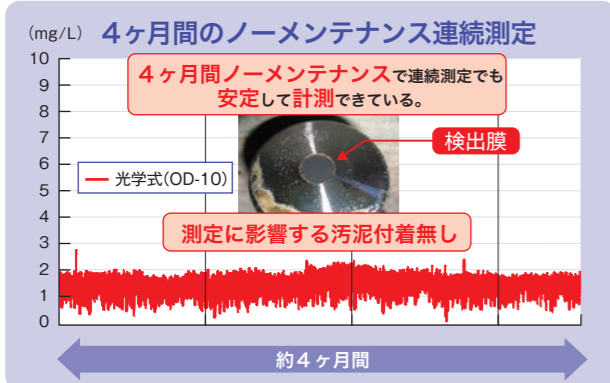 (mg/L) 4ヶ月間のノーメンテナンス連続測定
10
9
8
7
6
5
4
3
2
1
0
4ヶ月間ノーメンテナンスで連続測定でも
安定して計測できている。
検出膜
光学式(OD-10)
測定に影響する汚泥付着無し
約4ヶ月間